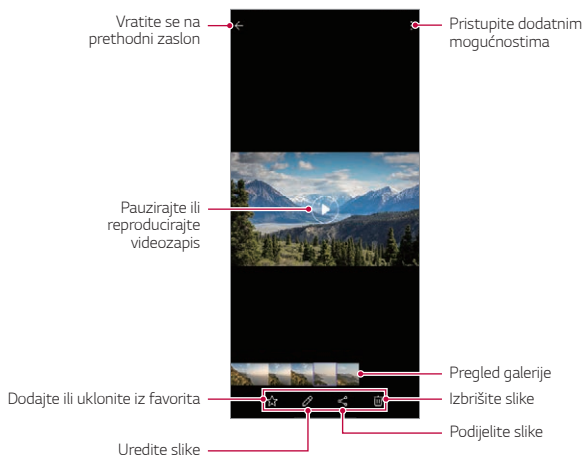 Vratite se na
prethodni zaslon
Pristupite dodatnim
mogućnostima
Pauzirajte ili
reproducirajte
videozapis
Pregled galerije
Dodajte ili uklonite iz favorita
Izbrišite slike
Podijelite slike
Uredite slike